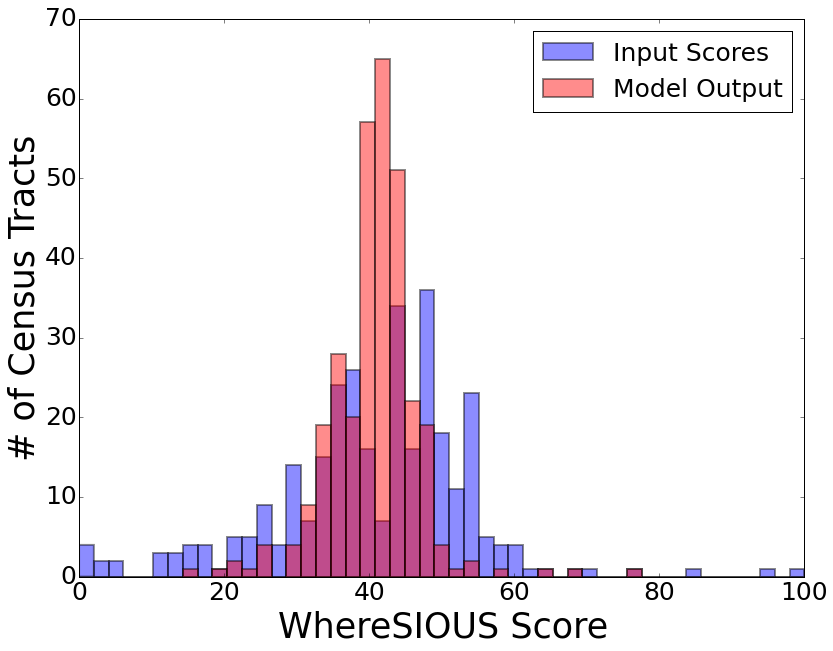 70
60
50
40
30
20
10
0
# of Census Tracts
Input Scores
Model Output
0 20 40 60 80 100
WhereSIOUS Score